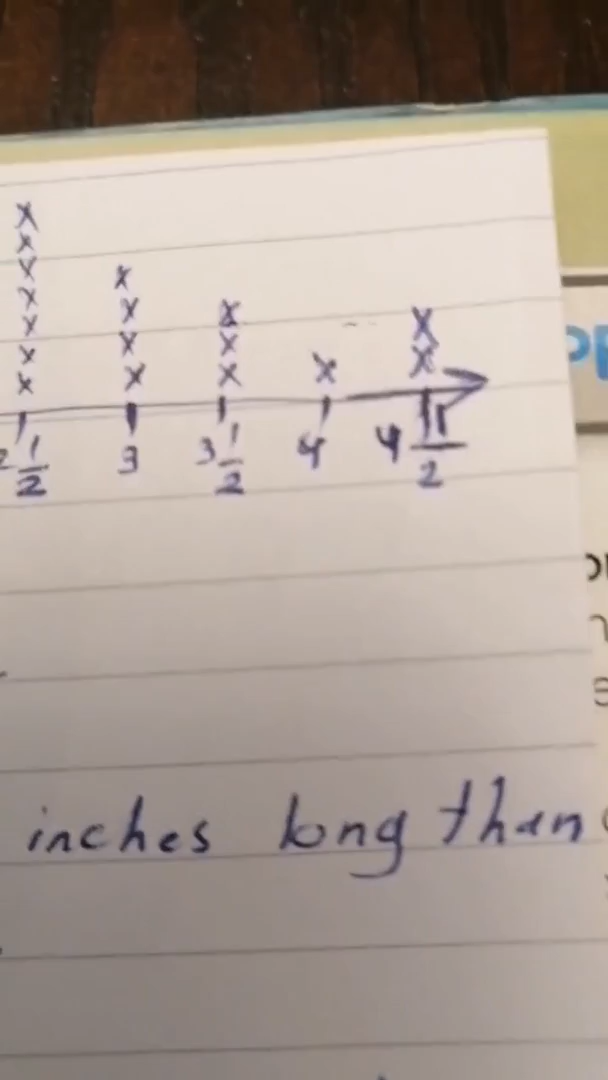 x
x x
x x x x
x x x x
x x x x
x x x x x
x
2 1/2 3 3 1/2 4 4 1/2
inches long than